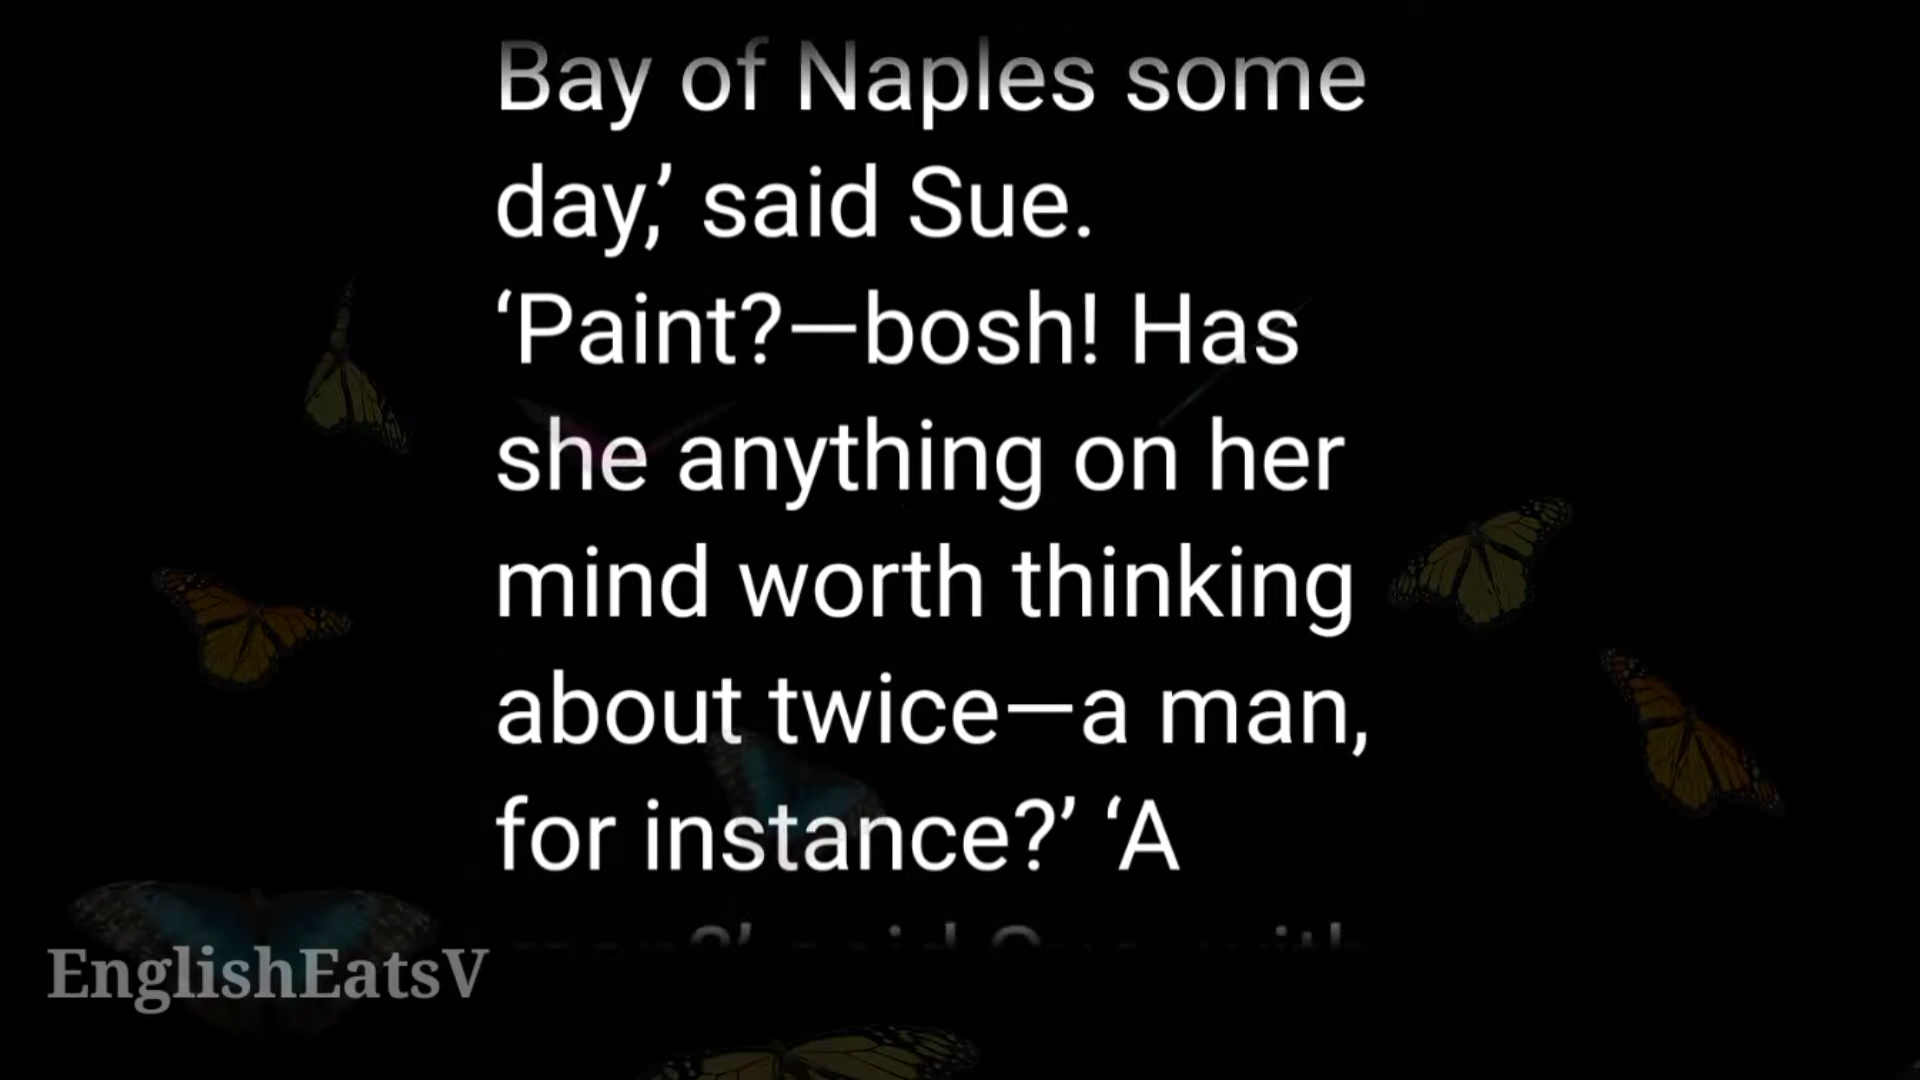 Bay of Naples some
day,’ said Sue.
‘Paint?—bosh! Has
she anything on her
mind worth thinking
about twice—a man,
for instance?’ ‘A
EnglishEatsV